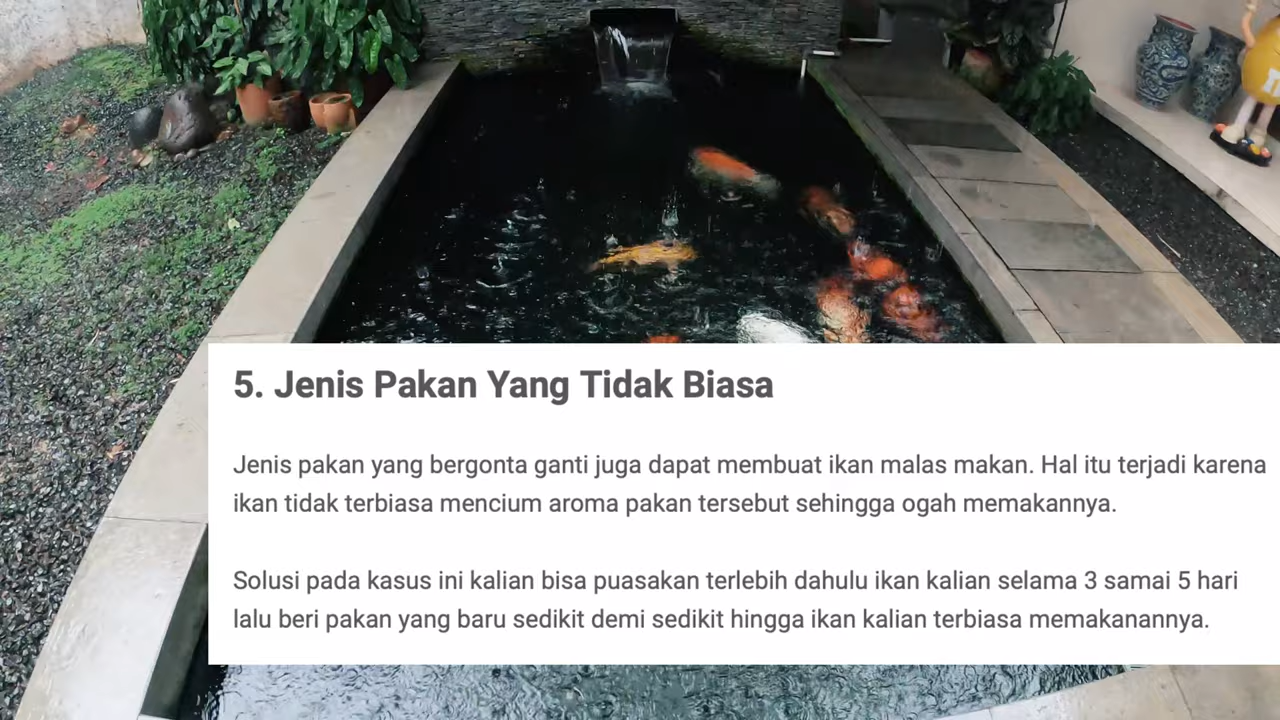 5. Jenis Pakan Yang Tidak Biasa
Jenis pakan yang bergonta ganti juga dapat membuat ikan malas makan. Hal itu terjadi karena
ikan tidak terbiasa mencium aroma pakan tersebut sehingga ogah memakannya.
Solusi pada kasus ini kalian bisa puasakan terlebih dahulu ikan kalian selama 3 samai 5 hari
lalu beri pakan yang baru sedikit demi sedikit hingga ikan kalian terbiasa memakanannya.